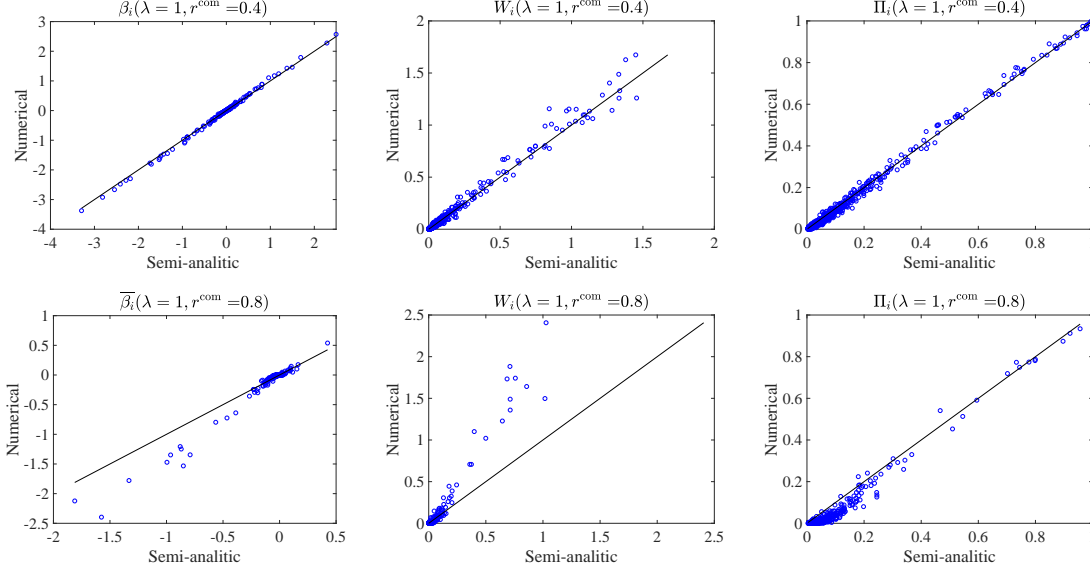 β_i(λ = 1, r^com =0.4)
W_i(λ = 1, r^com =0.4)
Π_i(λ = 1, r^com =0.4)
3
2
1
0
-1
-2
-3
-4
Numerical
-4 -3 -2 -1 0 1 2
Semi-analitic
2
1.5
1
0.5
0
Numerical
0 0.5 1 1.5 2
Semi-analitic
1
0.8
0.6
0.4
0.2
0
Numerical
0 0.2 0.4 0.6 0.8
Semi-analitic
β̅_i(λ = 1, r^com =0.8)
W_i(λ = 1, r^com =0.8)
Π_i(λ = 1, r^com =0.8)
1
0.5
0
-0.5
-1
-1.5
-2
-2.5
Numerical
-2 -1.5 -1 -0.5 0 0.5
Semi-analitic
2.5
2
1.5
1
0.5
0
Numerical
0 0.5 1 1.5 2 2.5
Semi-analitic
1
0.8
0.6
0.4
0.2
0
Numerical
0 0.2 0.4 0.6 0.8
Semi-analitic